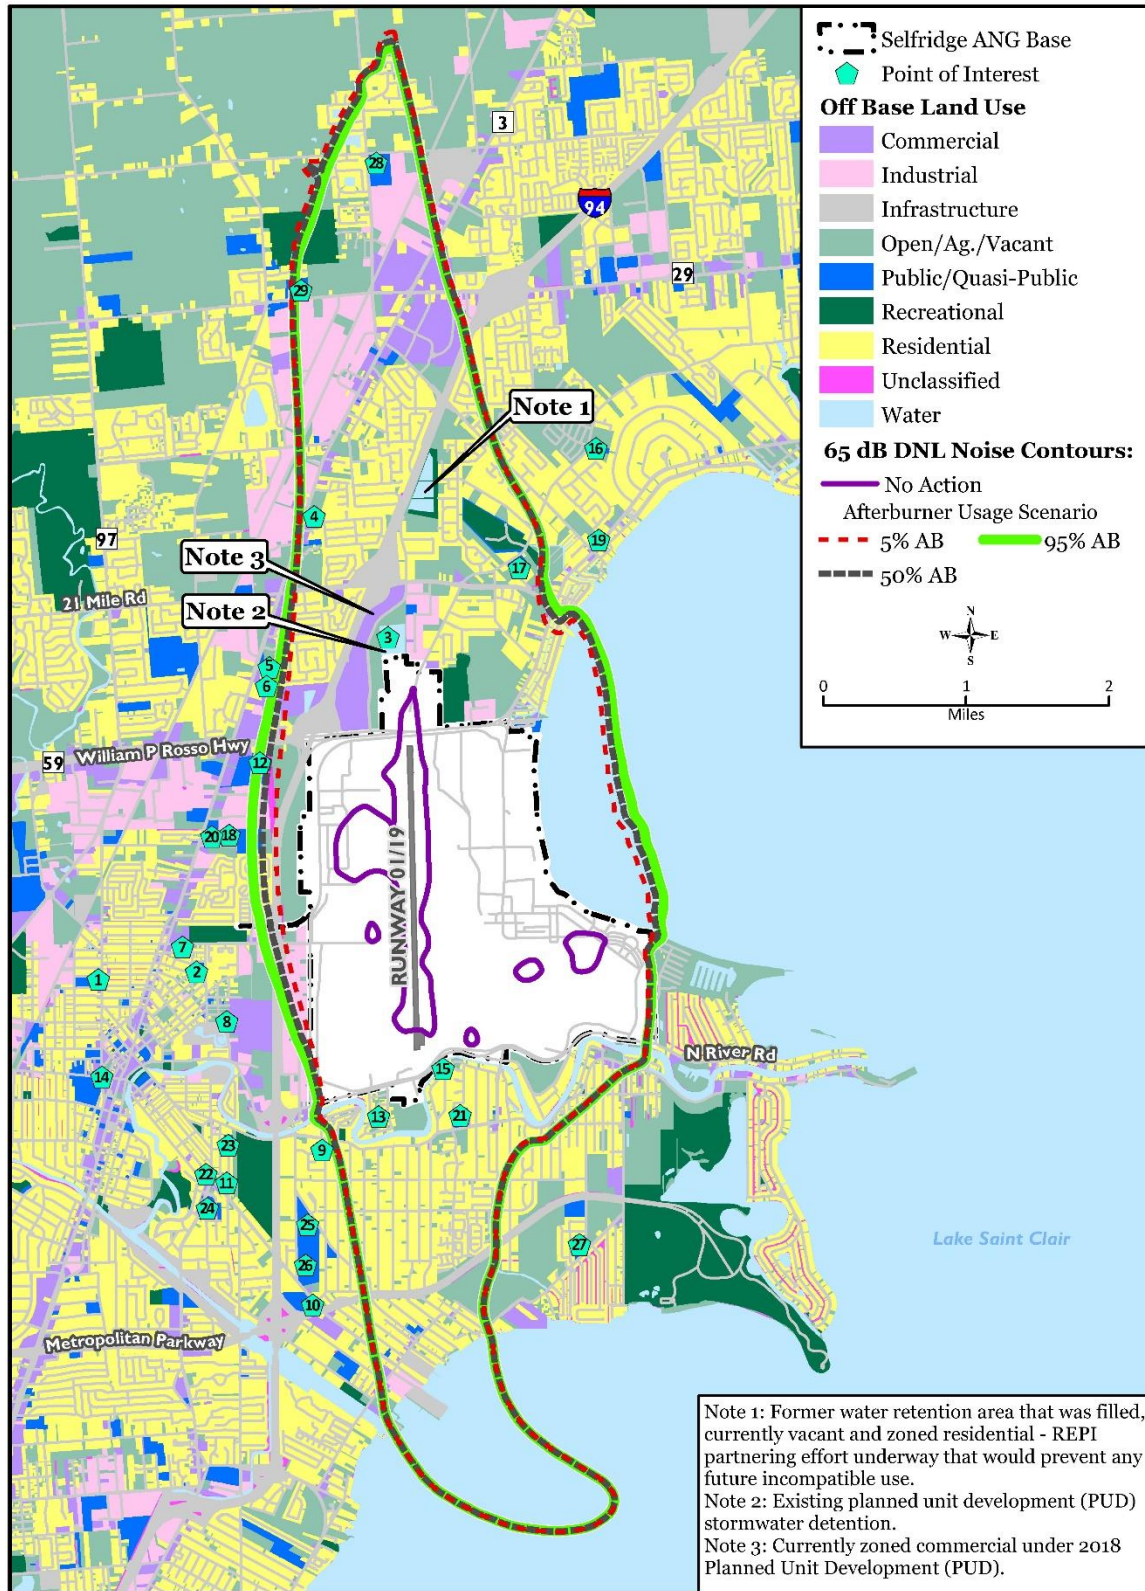 Selfridge ANG Base
Point of Interest
Off Base Land Use
Commercial
Industrial
Infrastructure
Open/Ag./Vacant
Public/Quasi-Public
Recreational
Residential
Unclassified
Water
65 dB DNL Noise Contours:
No Action
Afterburner Usage Scenario
5% AB
95% AB
50% AB
N
W
E
S
0
1
2
Miles
3
28
94
29
29
Note 1
16
4
97
19
17
Note 3
21 Mile Rd
Note 2
3
5
6
William P Rosso Hwy
59
12
20
18
RUNWAY 01/19
7
2
1
8
N River Rd
15
14
13
21
23
9
22
11
24
25
27
Lake Saint Clair
26
10
Metropolitan Parkway
Note 1: Former water retention area that was filled,
currently vacant and zoned residential - REPI
partnering effort underway that would prevent any
future incompatible use.
Note 2: Existing planned unit development (PUD)
stormwater detention.
Note 3: Currently zoned commercial under 2018
Planned Unit Development (PUD).